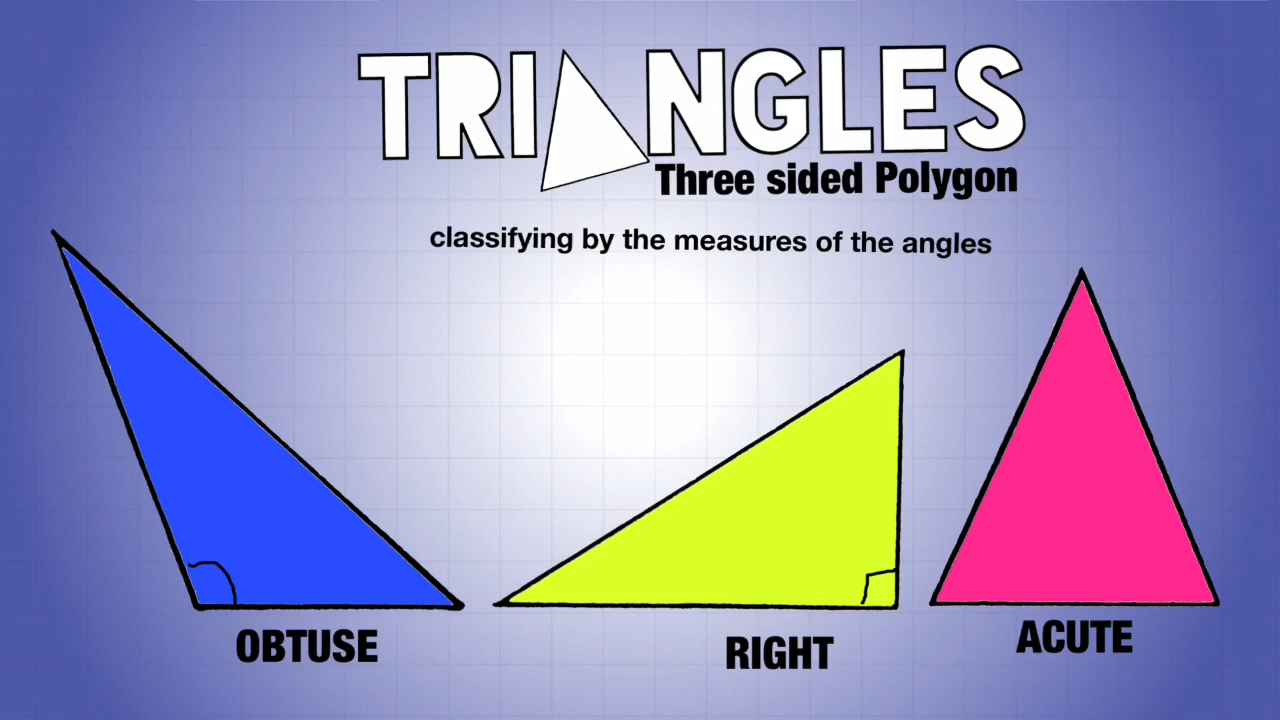 TRIANGLES
Three sided Polygon
classifying by the measures of the angles
OBTUSE
RIGHT
ACUTE